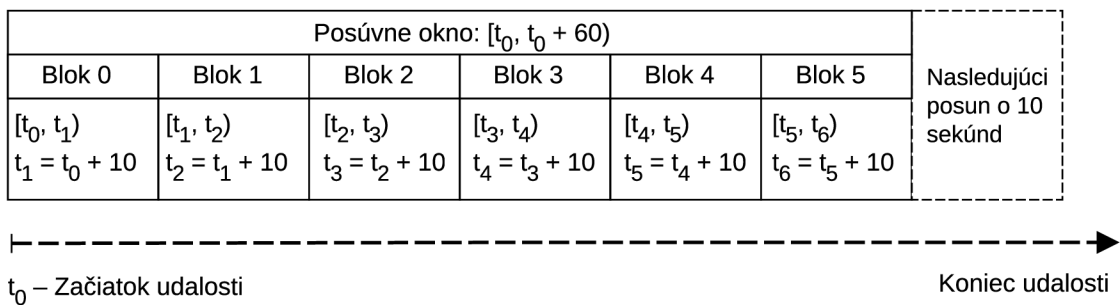 Posúvne okno: [t0, t0 + 60)
Blok 0
Blok 1
Blok 2
Blok 3
Blok 4
Blok 5
[t0, t1)
t1 = t0 + 10
[t1, t2)
t2 = t1 + 10
[t2, t3)
t3 = t2 + 10
[t3, t4)
t4 = t3 + 10
[t4, t5)
t5 = t4 + 10
[t5, t6)
t6 = t5 + 10
Nasledujúci
posun o 10
sekúnd
t0 – Začiatok udalosti
Koniec udalosti